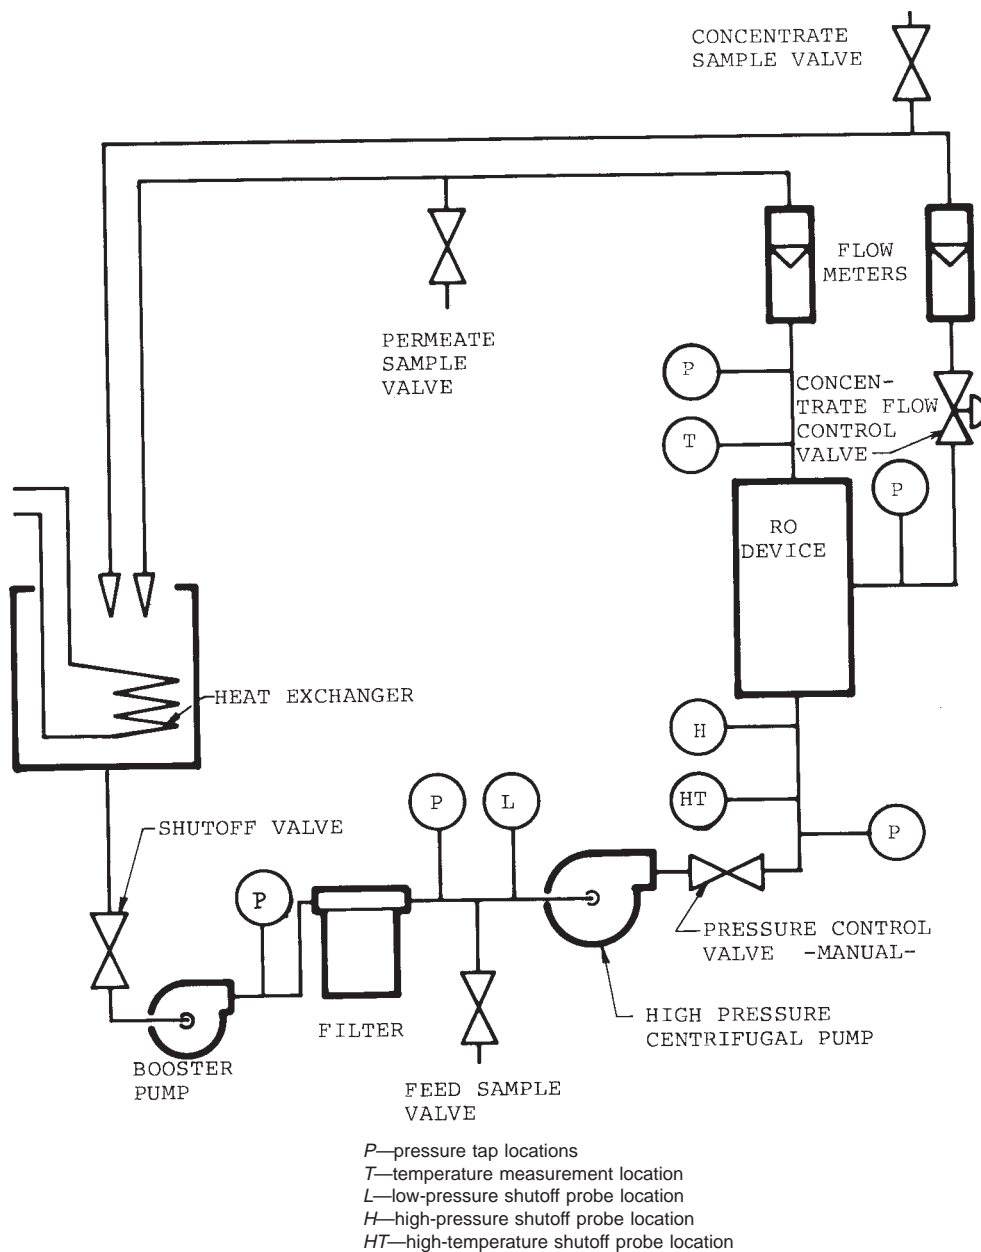 CONCENTRATE
SAMPLE VALVE
FLOW
METERS
PERMEATE
SAMPLE
VALVE
P
CONCEN-
TRATE FLOW
CONTROL
VALVE
T
P
RO
DEVICE
HEAT EXCHANGER
H
HT
P
L
P
SHUTOFF VALVE
P
PRESSURE CONTROL
VALVE -MANUAL-
FILTER
HIGH PRESSURE
CENTRIFUGAL PUMP
BOOSTER
PUMP
FEED SAMPLE
VALVE
P—pressure tap locations
T—temperature measurement location
L—low-pressure shutoff probe location
H—high-pressure shutoff probe location
HT—high-temperature shutoff probe location